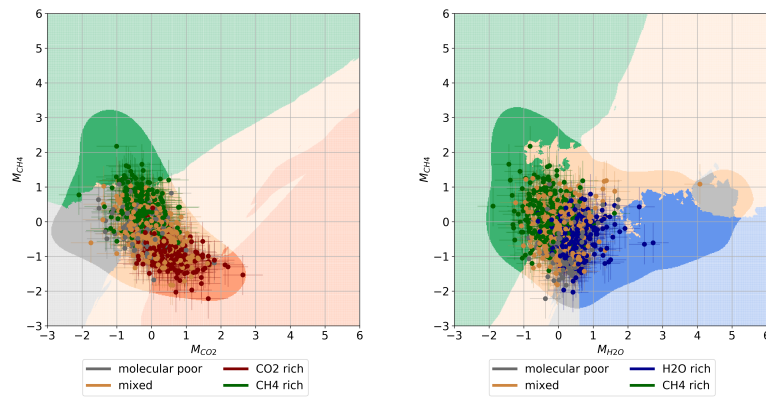 6
5
4
3
2
1
0
−1
−2
−3
M_CH4
−3 −2 −1 0 1 2 3 4 5 6
M_CO2
molecular poor CO2 rich
mixed CH4 rich
6
5
4
3
2
1
0
−1
−2
−3
M_CH4
−3 −2 −1 0 1 2 3 4 5 6
M_H2O
molecular poor H2O rich
mixed CH4 rich